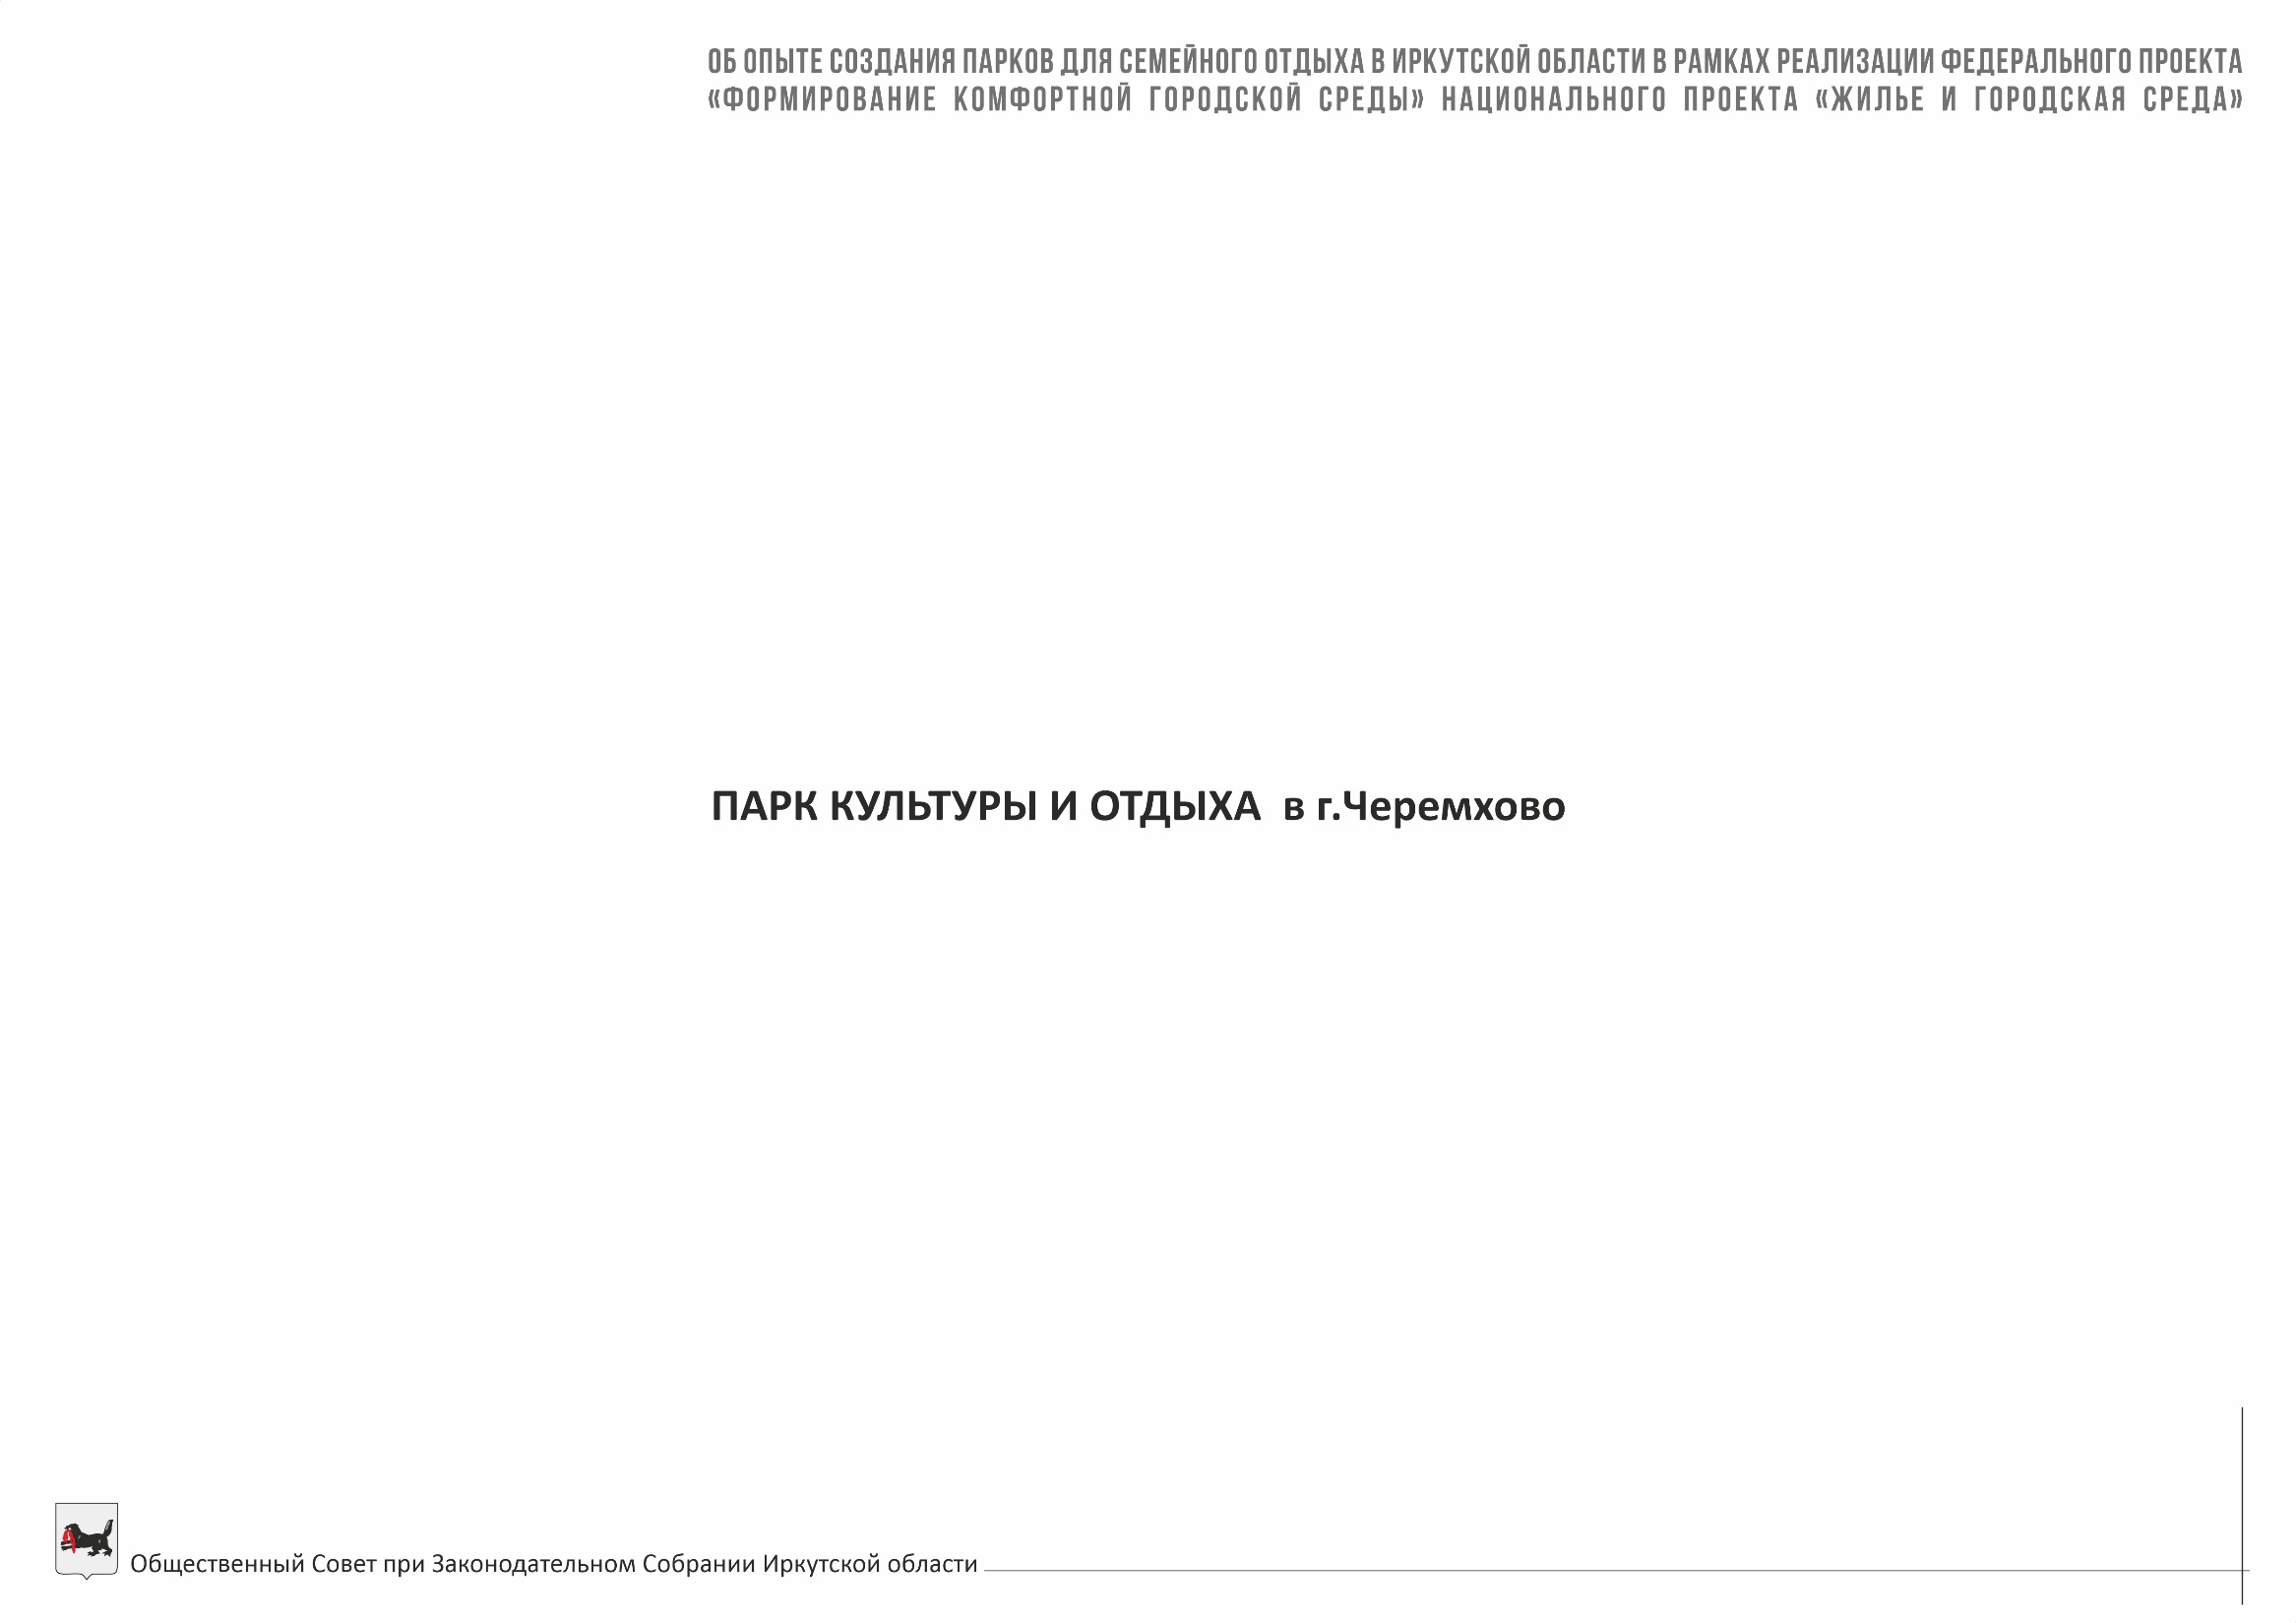 ОБ ОПЫТЕ СОЗДАНИЯ ПАРКОВ ДЛЯ СЕМЕЙНОГО ОТДЫХА В ИРКУТСКОЙ ОБЛАСТИ В РАМКАХ РЕАЛИЗАЦИИ ФЕДЕРАЛЬНОГО ПРОЕКТА
«ФОРМИРОВАНИЕ КОМФОРТНОЙ ГОРОДСКОЙ СРЕДЫ» НАЦИОНАЛЬНОГО ПРОЕКТА «ЖИЛЬЕ И ГОРОДСКАЯ СРЕДА»
ПАРК КУЛЬТУРЫ И ОТДЫХА в г.Черемхово
Общественный Совет при Законодательном Собрании Иркутской области